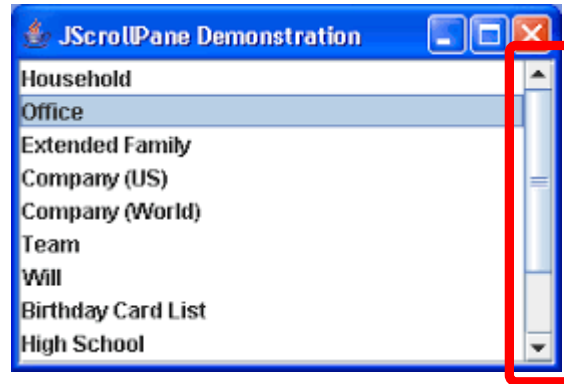 JScrollPane Demonstration
Household
Office
Extended Family
Company (US)
Company (World)
Team
Will
Birthday Card List
High School